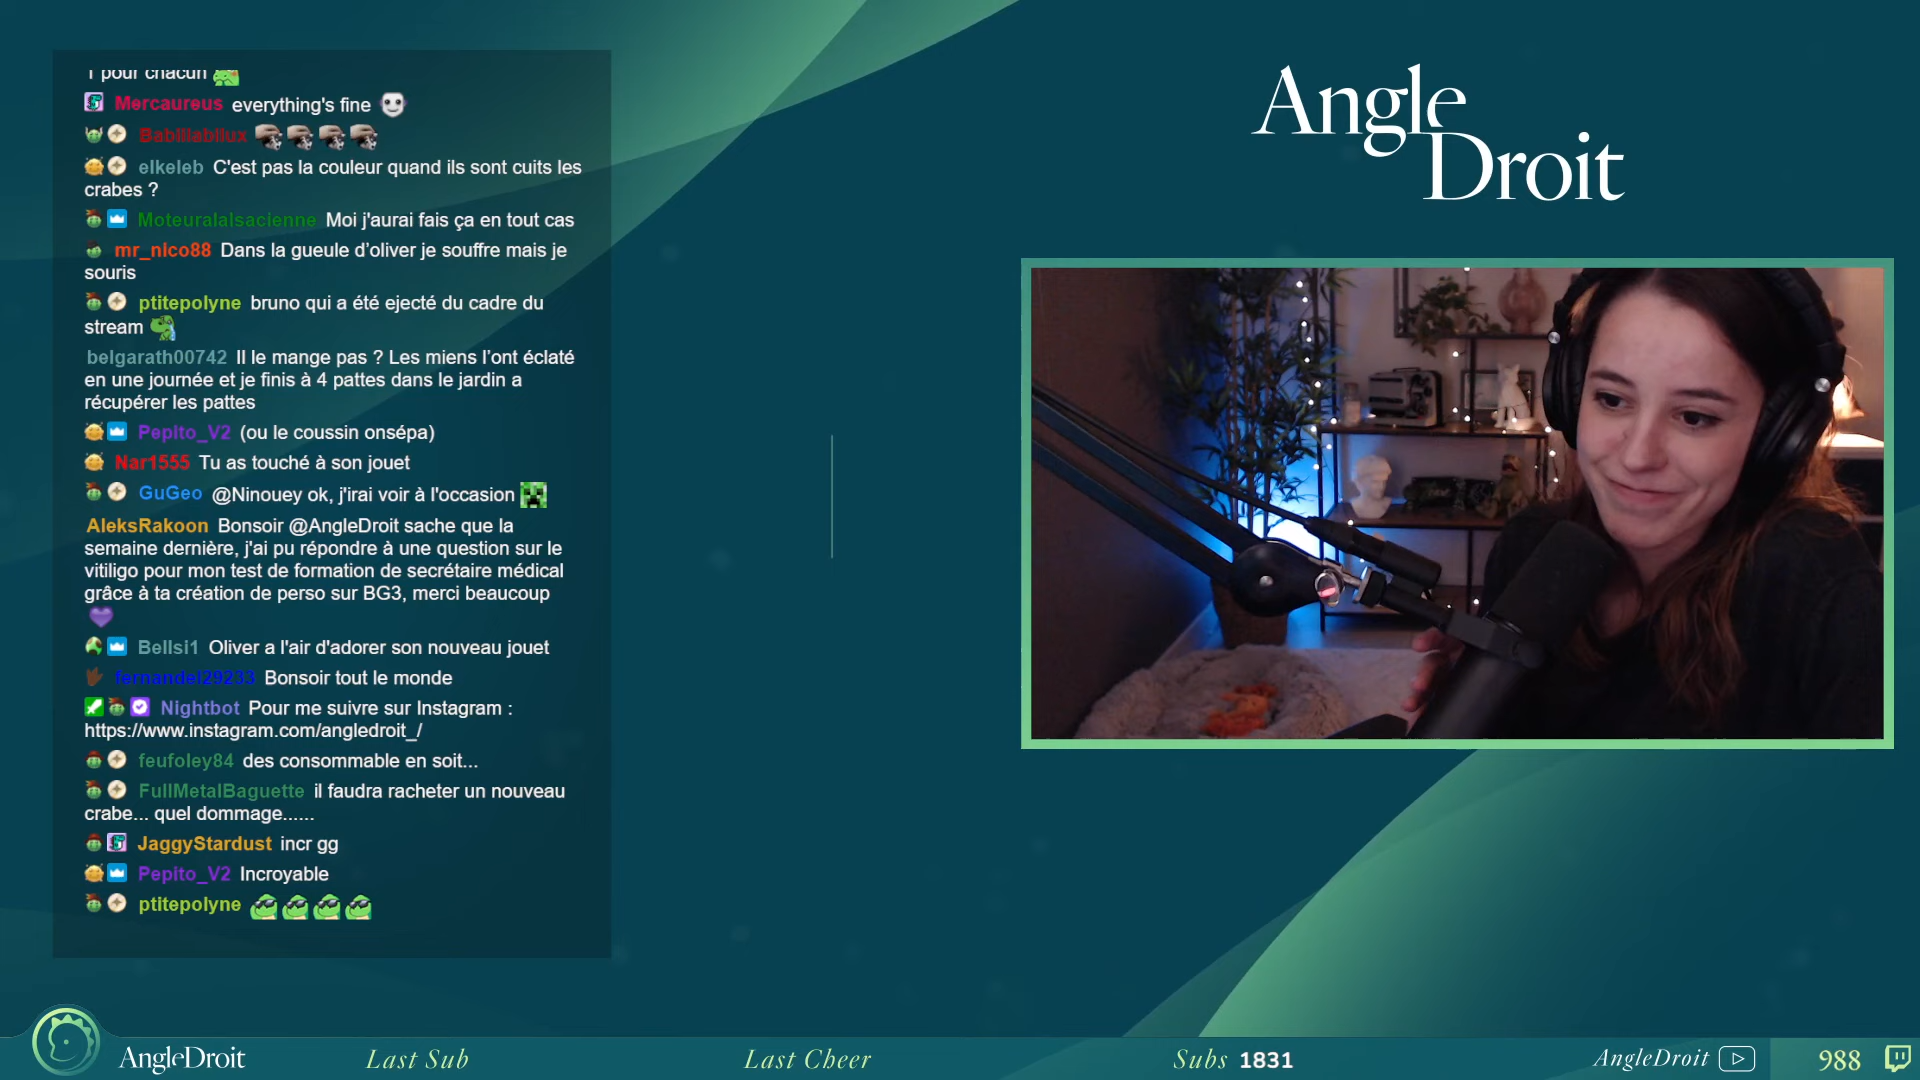 1 pour chacun
Mercaureus everything's fine
Babiliabilux
elkeleb C'est pas la couleur quand ils sont cuits les
crabes ?
Moteuralalsacienne Moi j'aurai fais ça en tout cas
mr_nico88 Dans la gueule d’oliver je souffre mais je
souris
ptitepolyne bruno qui a été ejecté du cadre du
stream
belgarath00742 Il le mange pas ? Les miens l’ont éclaté
en une journée et je finis à 4 pattes dans le jardin a
récupérer les pattes
Pepito_V2 (ou le coussin onsépa)
Nar1555 Tu as touché à son jouet
GuGeo @Ninouey ok, j'irai voir à l'occasion
AleksRakoon Bonsoir @AngleDroit sache que la
semaine dernière, j'ai pu répondre à une question sur le
vitiligo pour mon test de formation de secrétaire médical
grâce à ta création de perso sur BG3, merci beaucoup
Bellsi1 Oliver a l'air d'adorer son nouveau jouet
fernandel29233 Bonsoir tout le monde
Nightbot Pour me suivre sur Instagram :
https://www.instagram.com/angledroit_/
feufoley84 des consommable en soit...
FullMetalBaguette il faudra racheter un nouveau
crabe... quel dommage......
JaggyStardust incr gg
Pepito_V2 Incroyable
ptitepolyne
Angle
Droit
AngleDroit
Last Sub
Last Cheer
Subs 1831
AngleDroit
988